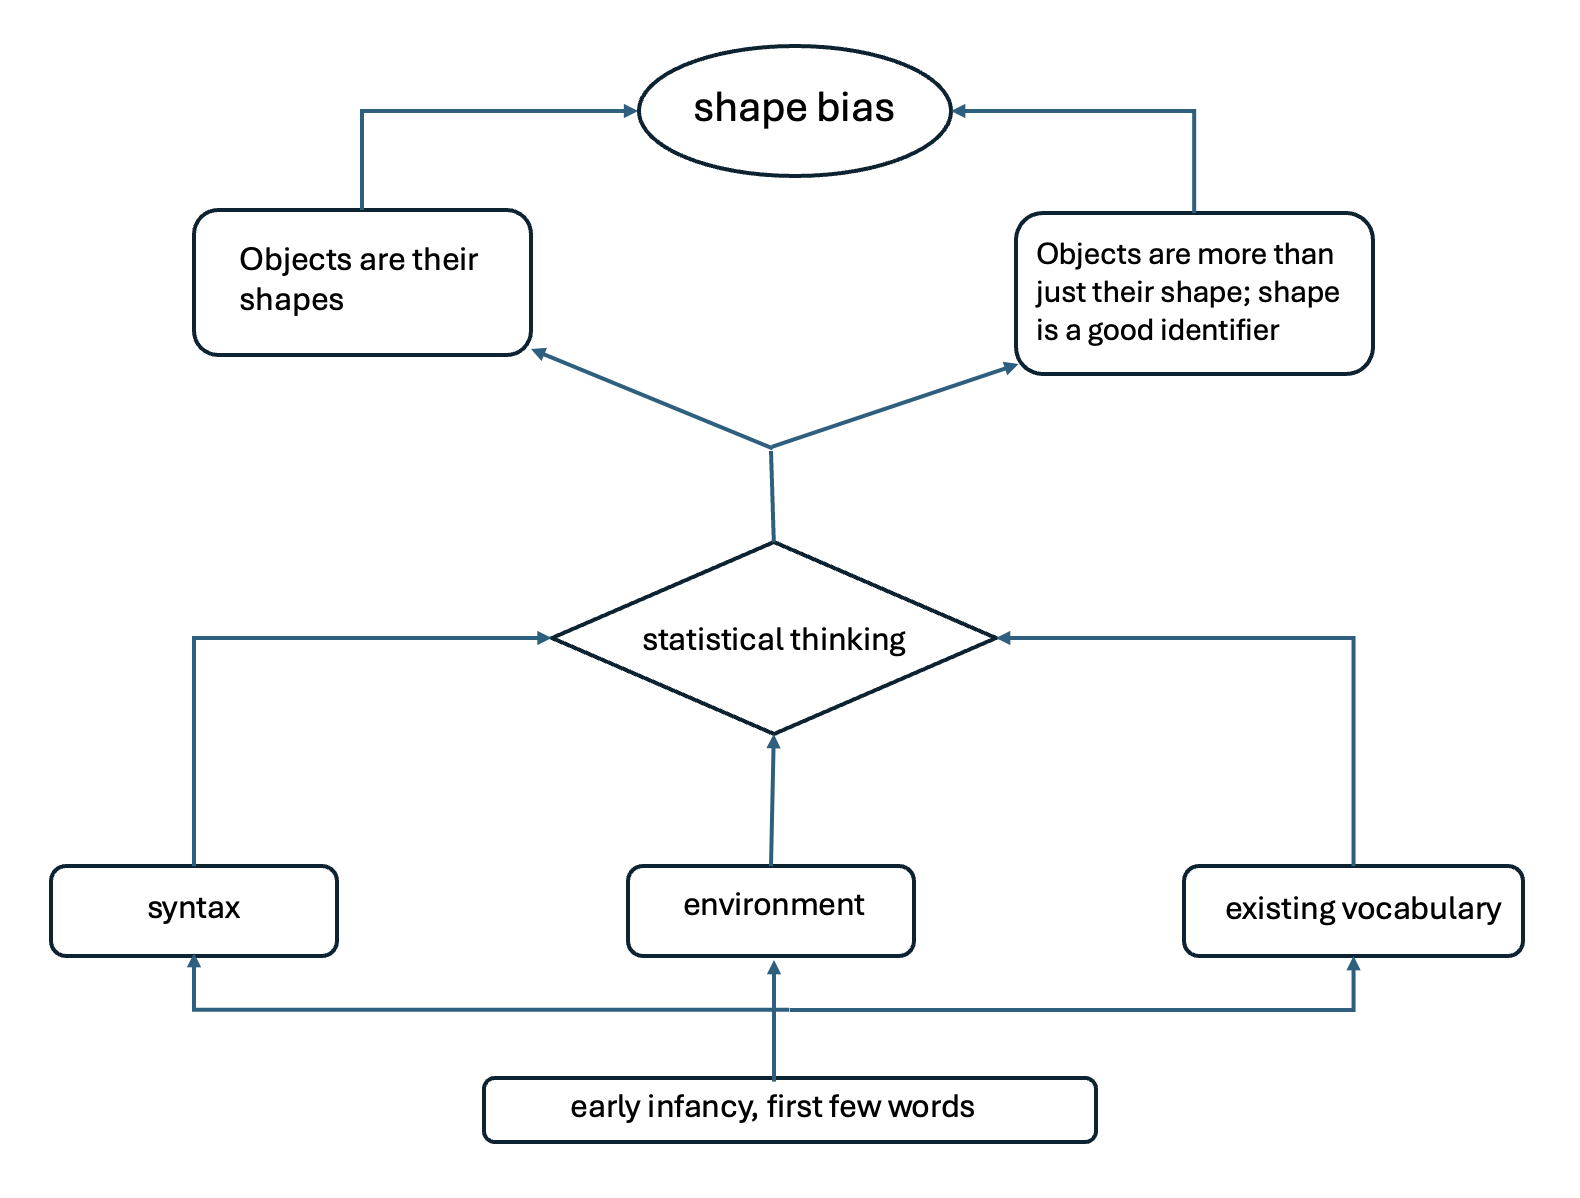 shape bias
Objects are their
shapes
Objects are more than
just their shape; shape
is a good identifier
statistical thinking
syntax
environment
existing vocabulary
early infancy, first few words